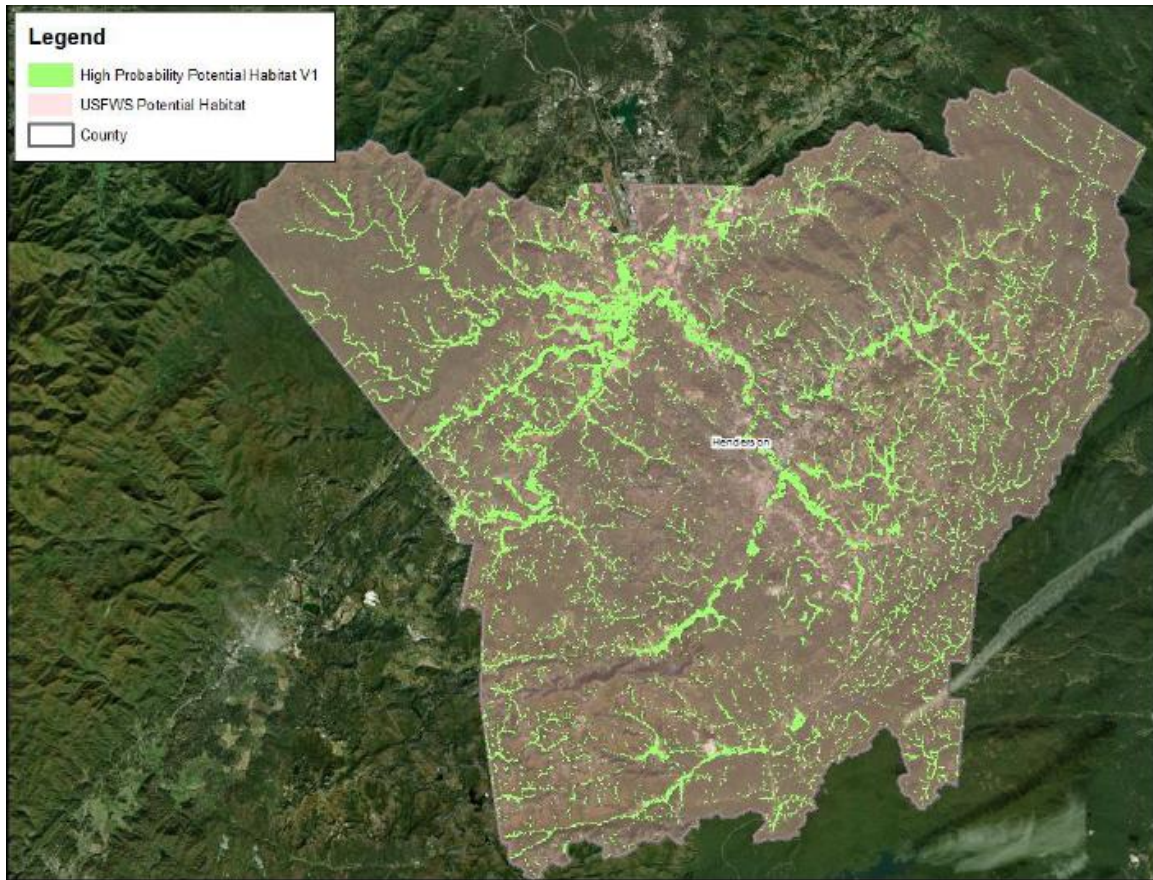 Legend
High Probability Potential Habitat V1
USFWS Potential Habitat
County
Henderson